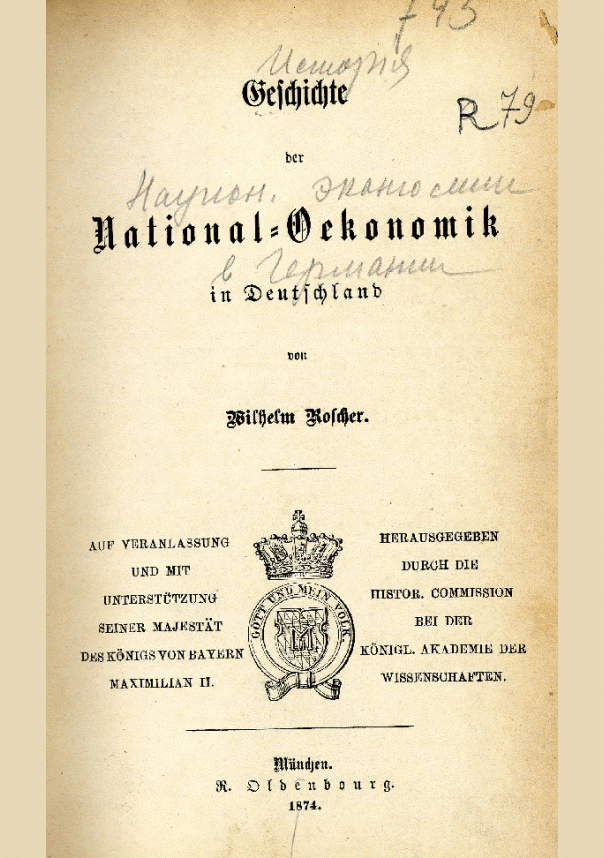 743
История
Geschichte
R 79
der
Национ. экономии
National-Oekonomik
в Германии
in Deutschland
von
Wilhelm Roscher.
AUF VERANLASSUNG
UND MIT
UNTERSTÜTZUNG
SEINER MAJESTÄT
DES KÖNIGS VON BAYERN
MAXIMILIAN II.
GOTT UND MEIN VOLK
HERAUSGEGEBEN
DURCH DIE
HISTOR. COMMISSION
BEI DER
KÖNIGL. AKADEMIE DER
WISSENSCHAFTEN.
München.
R. Oldenbourg.
1874.